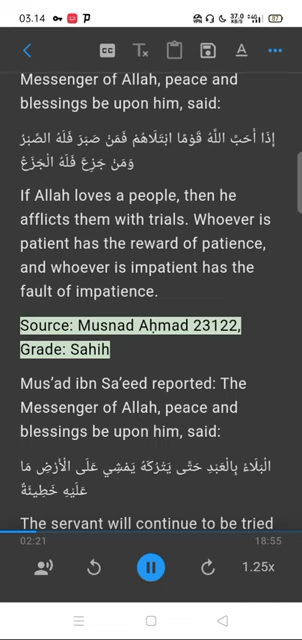 03.14
37.0 KB/S
4G
87
CC
Messenger of Allah, peace and
blessings be upon him, said:
إِذَا أَحَبَّ اللَّهُ قَوْمًا ابْتَلَاهُمْ فَمَنْ صَبَرَ فَلَهُ الصَّبْرُ
وَمَنْ جَزِعَ فَلَهُ الْجَزَعُ
If Allah loves a people, then he
afflicts them with trials. Whoever is
patient has the reward of patience,
and whoever is impatient has the
fault of impatience.
Source: Musnad Aḥmad 23122,
Grade: Sahih
Mus’ad ibn Sa’eed reported: The
Messenger of Allah, peace and
blessings be upon him, said:
الْبَلَاءُ بِالْعَبْدِ حَتَّى يَتْرُكَهُ يَمْشِي عَلَى الْأَرْضِ مَا
عَلَيْهِ خَطِيئَةٌ
The servant will continue to be tried
02:21
18:55
1.25x